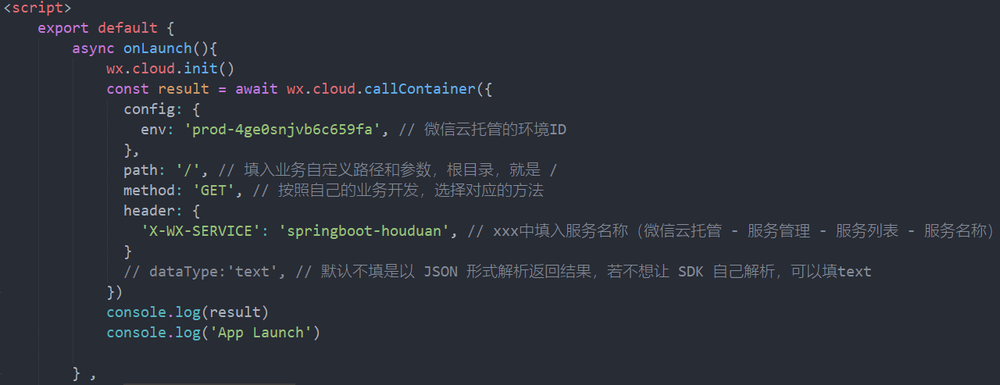 <script>
export default {
async onLaunch(){
wx.cloud.init()
const result = await wx.cloud.callContainer({
config: {
env: 'prod-4ge0snjvb6c659fa', // 微信云托管的环境ID
},
path: '/', // 填入业务自定义路径和参数，根目录，就是 /
method: 'GET', // 按照自己的业务开发，选择对应的方法
header: {
'X-WX-SERVICE': 'springboot-houduan', // xxx中填入服务名称（微信云托管 - 服务管理 - 服务列表 - 服务名称）
}
// dataType:'text', // 默认不填是以 JSON 形式解析返回结果，若不想让 SDK 自己解析，可以填text
})
console.log(result)
console.log('App Launch')
} ,